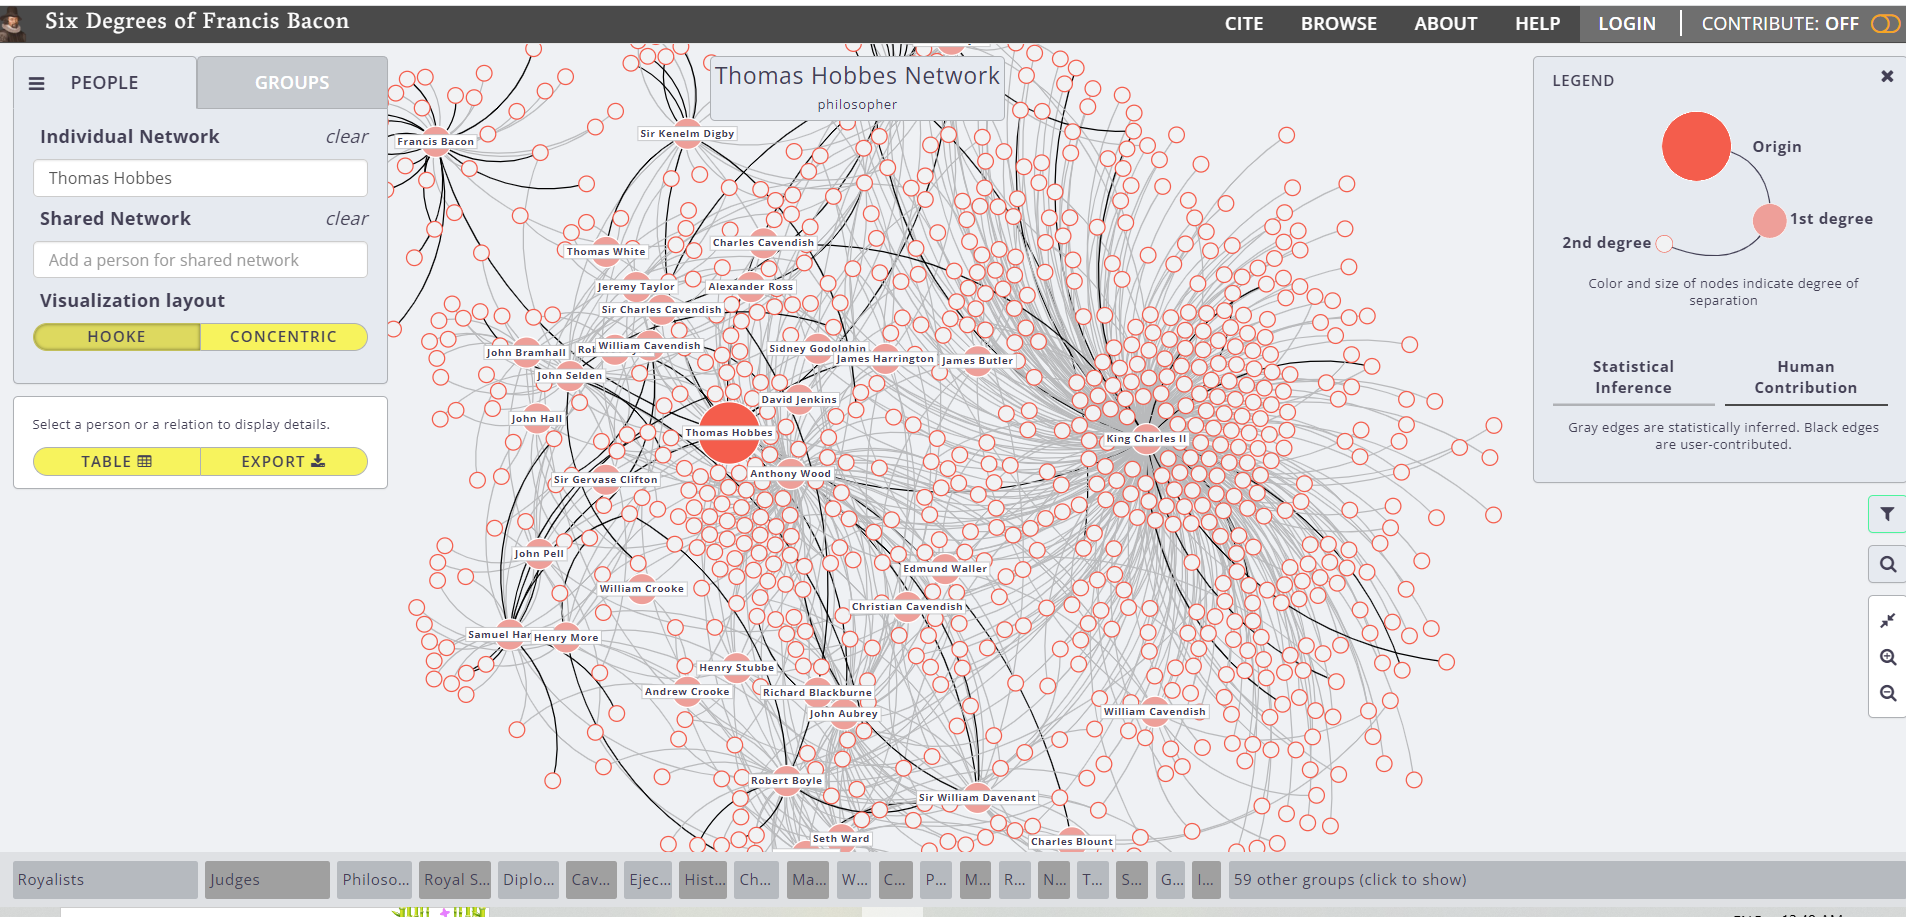 Six Degrees of Francis Bacon
CITE
BROWSE
ABOUT
HELP
LOGIN
CONTRIBUTE: OFF
PEOPLE
GROUPS
Individual Network
clear
Thomas Hobbes
Shared Network
clear
Add a person for shared network
Visualization layout
HOOKE
CONCENTRIC
Select a person or a relation to display details.
TABLE
EXPORT
Thomas Hobbes Network
philosopher
Francis Bacon
Sir Kenelm Digby
Thomas White
Charles Cavendish
Jeremy Taylor
Alexander Ross
Sir Charles Cavendish
John Bramhall
William Cavendish
Sidney Godolphin
James Harrington
James Butler
John Selden
David Jenkins
John Hall
Thomas Hobbes
King Charles II
Sir Gervase Clifton
Anthony Wood
John Pell
Edmund Waller
William Crooke
Christian Cavendish
Samuel Har
Henry More
Henry Stubbe
Andrew Crooke
Richard Blackburne
John Aubrey
William Cavendish
Robert Boyle
Sir William Davenant
Seth Ward
Charles Blount
LEGEND
Origin
1st degree
2nd degree
Color and size of nodes indicate degree of
separation
Statistical
Inference
Human
Contribution
Gray edges are statistically inferred. Black edges
are user-contributed.
Royalists
Judges
Philoso...
Royal S...
Diplo...
Cav...
Ejec...
Hist...
Ch...
Ma...
W...
C...
P...
M...
R...
N...
T...
S...
G...
I...
59 other groups (click to show)